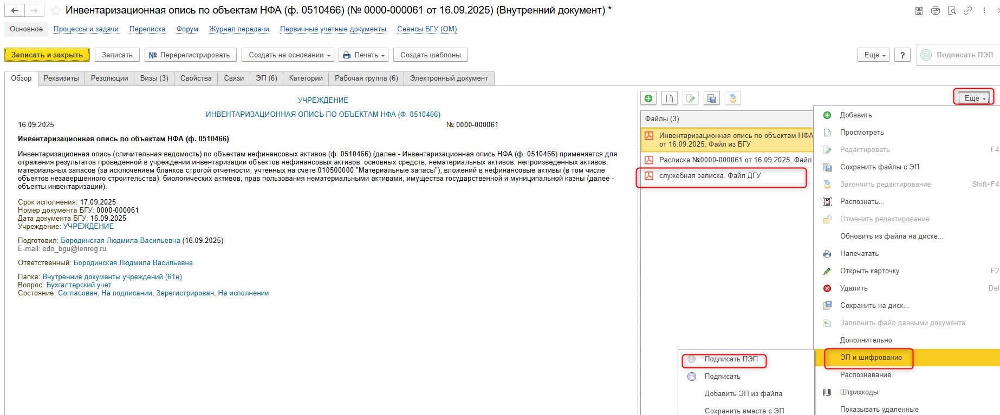 Инвентаризационная опись по объектам НФА (ф. 0510466) (№ 0000-000061 от 16.09.2025) (Внутренний документ) *
Основное Процессы и задачи Переписка Форум Журнал передачи Первичные учетные документы Сеансы БГУ (ОМ)
Записать и закрыть Записать № Перерегистрировать Создать на основании Печать Создать шаблоны Еще ? Подписать ПЭП
Обзор Реквизиты Резолюции Визы (3) Свойства Связи ЭП (6) Категории Рабочая группа (6) Электронный документ
УЧРЕЖДЕНИЕ
ИНВЕНТАРИЗАЦИОННАЯ ОПИСЬ ПО ОБЪЕКТАМ НФА (Ф. 0510466)
16.09.2025 № 0000-000061
Инвентаризационная опись по объектам НФА (ф. 0510466)
Инвентаризационная опись (сличительная ведомость) по объектам нефинансовых активов (ф. 0510466) (далее - Инвентаризационная опись НФА (ф. 0510466) применяется для
отражения результатов проведенной в учреждении инвентаризации объектов нефинансовых активов: основных средств, нематериальных активов, непроизведенных активов,
материальных запасов (за исключением бланков строгой отчетности, учтенных на счете 010500000 "Материальные запасы"), вложений в нефинансовые активы (в том числе
объектов незавершенного строительства), биологических активов, прав пользования нематериальными активами, имущества государственной и муниципальной казны (далее -
объекты инвентаризации).
Срок исполнения: 17.09.2025
Номер документа БГУ: 0000-000061
Дата документа БГУ: 16.09.2025
Учреждение: УЧРЕЖДЕНИЕ
Подготовил: Бородинская Людмила Васильевна (16.09.2025)
E-mail: edo_bgu@lenreg.ru
Ответственный: Бородинская Людмила Васильевна
Папка: Внутренние документы учреждений (61н)
Вопрос: Бухгалтерский учет
Состояние: Согласован, На подписании, Зарегистрирован, На исполнении
Еще
Файлы (3)
Инвентаризационная опись по объектам НФА
от 16.09.2025, Файл из БГУ
Расписка №0000-000061 от 16.09.2025, Файл
служебная записка, Файл ДГУ
Добавить
Просмотреть
Редактировать F4
Сохранить файлы с ЭП
Закончить редактирование Shift+F4
Распознать...
Отменить редактирование
Обновить из файла на диске...
Напечатать
Открыть карточку F2
Удалить Del
Сохранить на диск...
Заполнить файл данными документа
Дополнительно
ЭП и шифрование
Распознавание
Штрихкоды
Показывать удаленные
Подписать ПЭП
Подписать
Добавить ЭП из файла
Сохранить вместе с ЭП